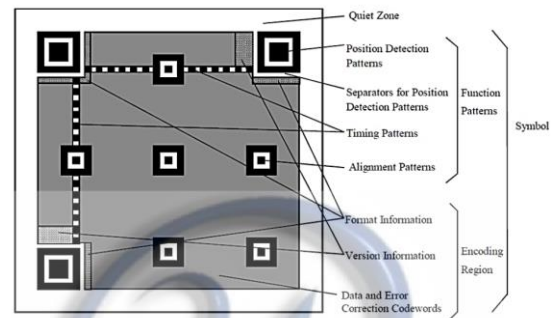 Quiet Zone
Position Detection
Patterns
Separators for Position
Detection Patterns
Function
Patterns
Symbol
Timing Patterns
Alignment Patterns
Format Information
Version Information
Encoding
Region
Data and Error
Correction Codewords